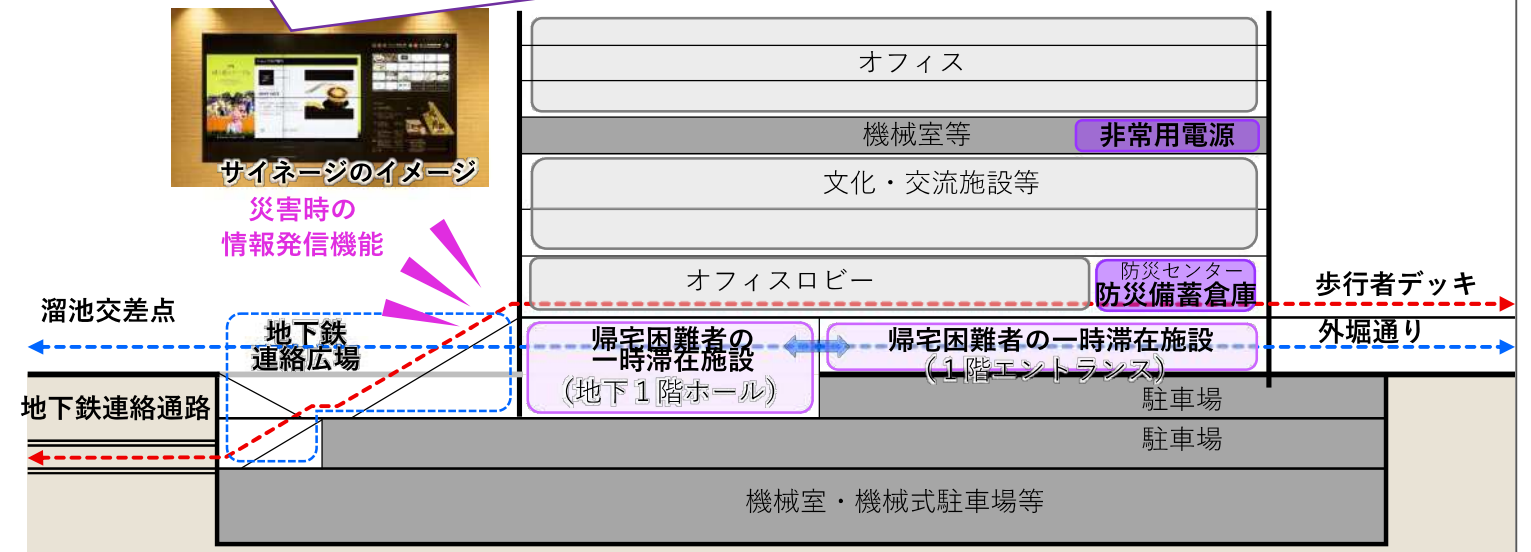 オフィス
機械室等
非常用電源
サイネージのイメージ
文化・交流施設等
災害時の
情報発信機能
オフィスロビー
防災センター
防災備蓄倉庫
歩行者デッキ
溜池交差点
地下鉄
連絡広場
帰宅困難者の
一時滞在施設
(地下1階ホール)
帰宅困難者の一時滞在施設
(1階エントランス)
外堀通り
地下鉄連絡通路
駐車場
駐車場
機械室・機械式駐車場等